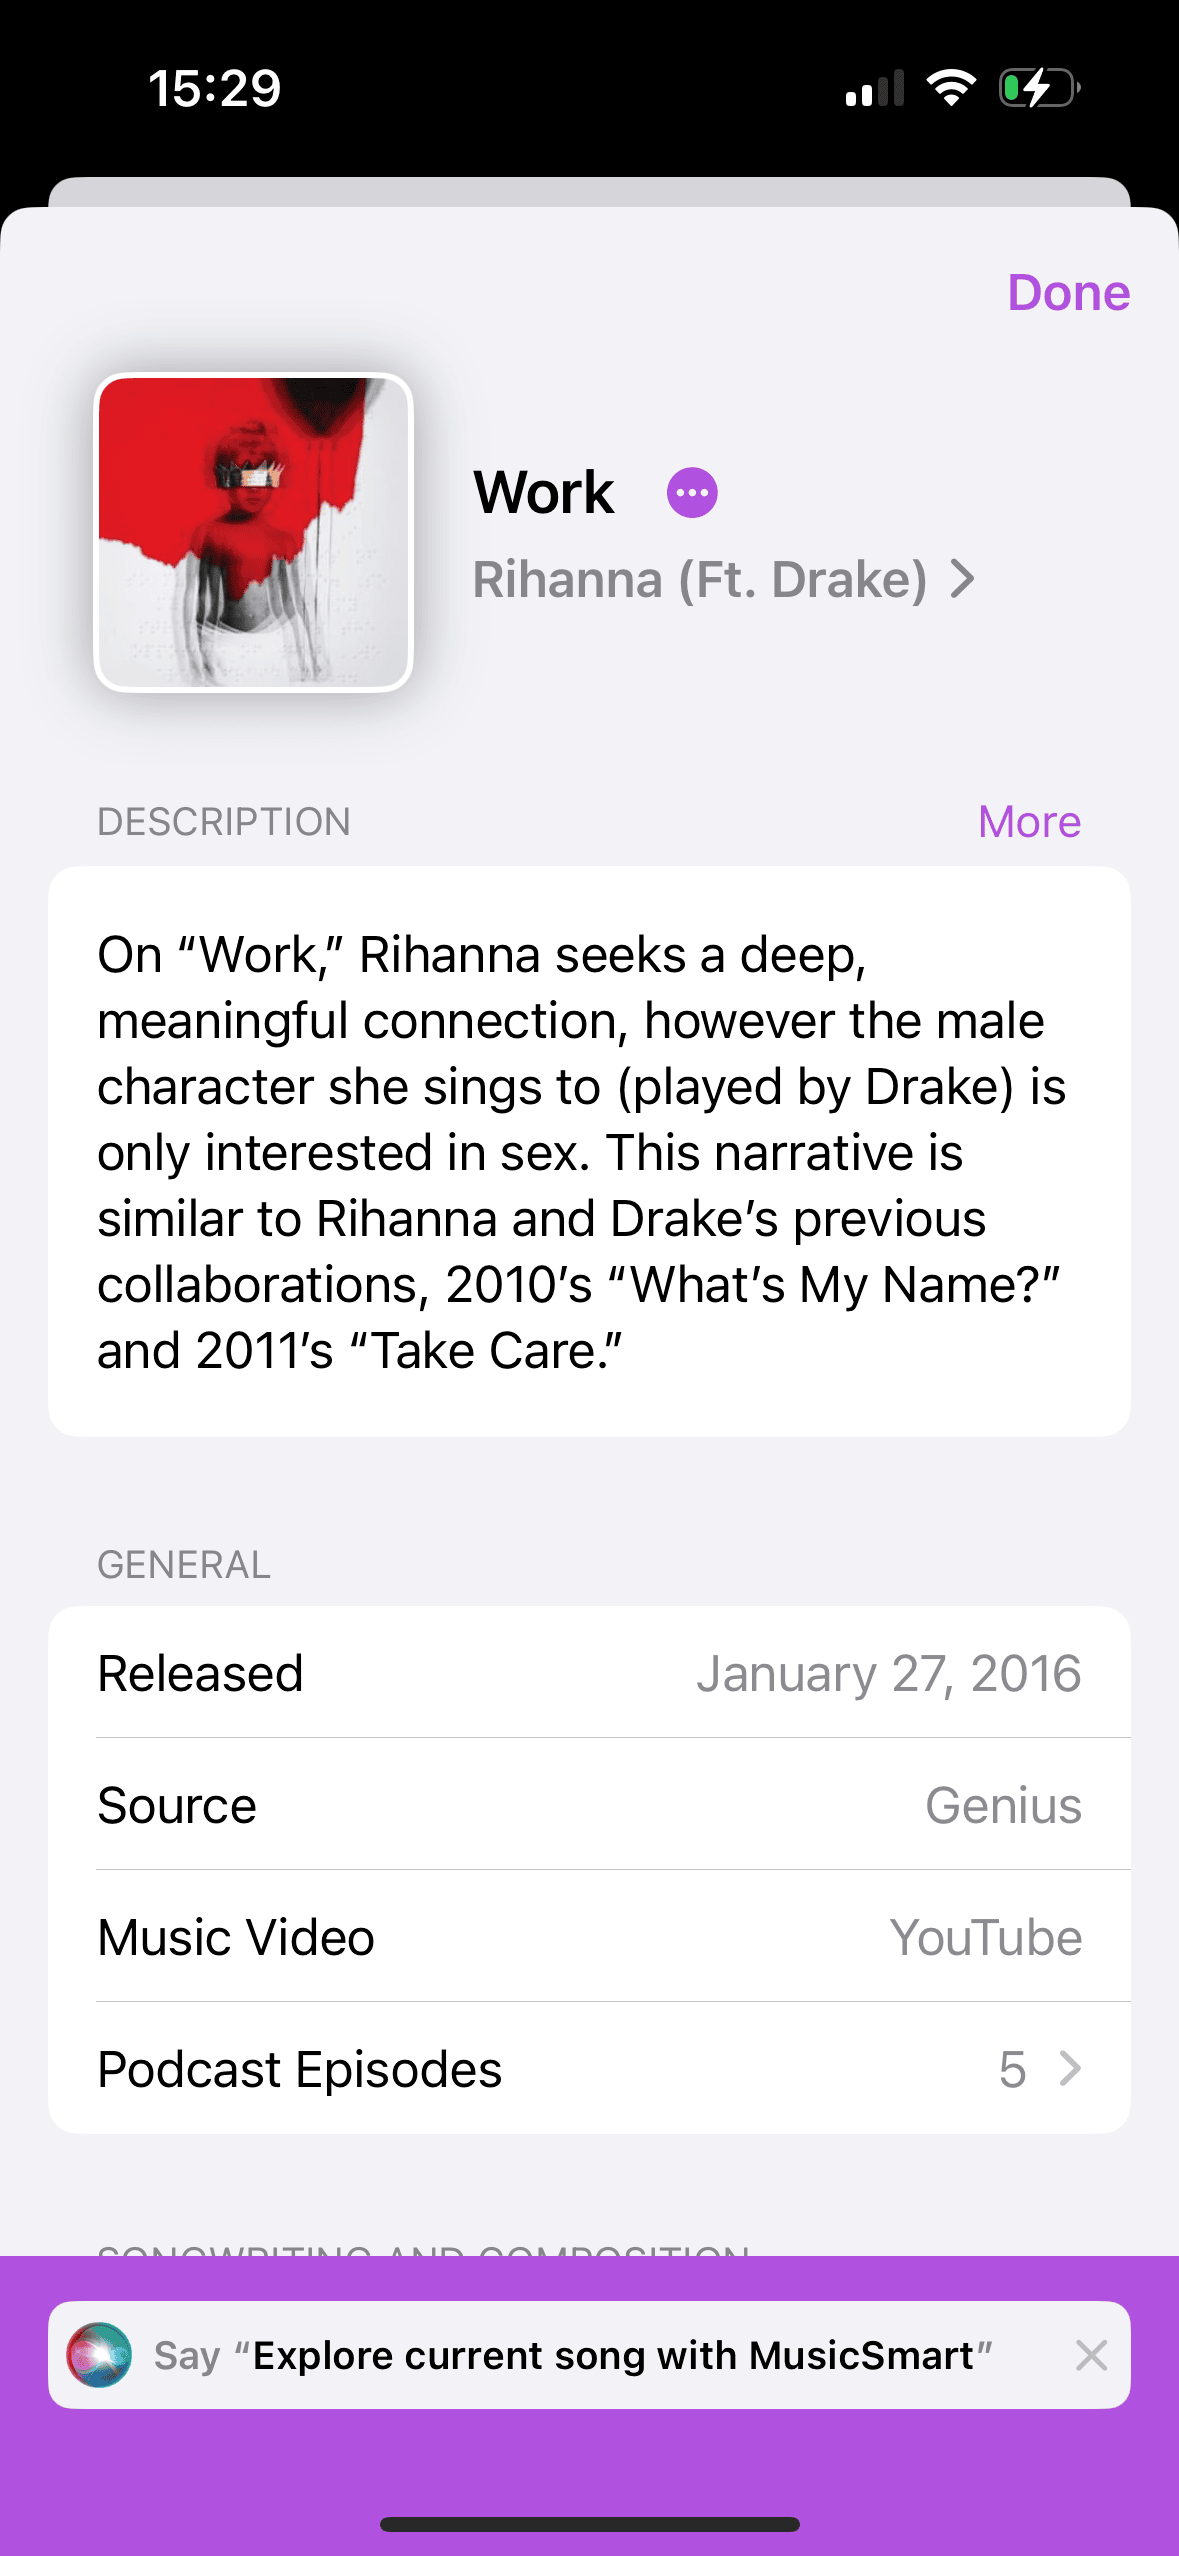 15:29
Done
Work
Rihanna (Ft. Drake)
DESCRIPTION
More
On “Work,” Rihanna seeks a deep,
meaningful connection, however the male
character she sings to (played by Drake) is
only interested in sex. This narrative is
similar to Rihanna and Drake’s previous
collaborations, 2010’s “What’s My Name?”
and 2011’s “Take Care.”
GENERAL
Released January 27, 2016
Source Genius
Music Video YouTube
Podcast Episodes 5
SONGWRITING AND COMPOSITION
Say “Explore current song with MusicSmart”